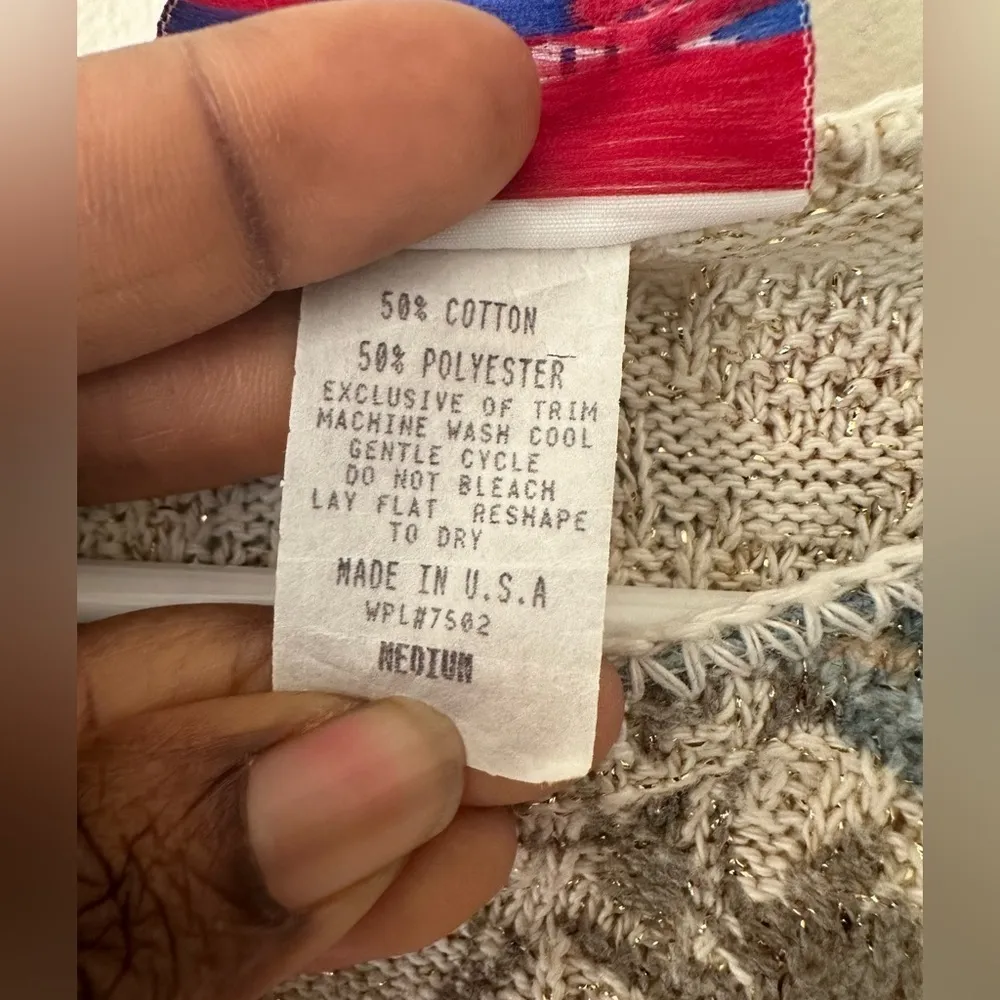 50% COTTON
50% POLYESTER
EXCLUSIVE OF TRIM
MACHINE WASH COOL
GENTLE CYCLE
DO NOT BLEACH
LAY FLAT RESHAPE
TO DRY
MADE IN U.S.A
WPL#7502
MEDIUM